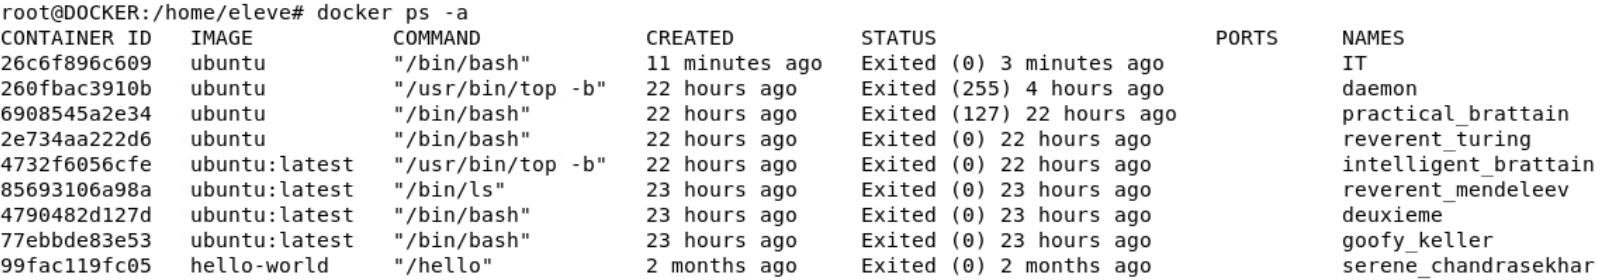 root@DOCKER:/home/eleve# docker ps -a
CONTAINER ID   IMAGE           COMMAND             CREATED          STATUS                      PORTS     NAMES
26c6f896c609   ubuntu          "/bin/bash"         11 minutes ago   Exited (0) 3 minutes ago              IT
260fbac3910b   ubuntu          "/usr/bin/top -b"   22 hours ago     Exited (255) 4 hours ago              daemon
6908545a2e34   ubuntu          "/bin/bash"         22 hours ago     Exited (127) 22 hours ago             practical_brattain
2e734aa222d6   ubuntu          "/bin/bash"         22 hours ago     Exited (0) 22 hours ago               reverent_turing
4732f6056cfe   ubuntu:latest   "/usr/bin/top -b"   22 hours ago     Exited (0) 22 hours ago               intelligent_brattain
85693106a98a   ubuntu:latest   "/bin/ls"           23 hours ago     Exited (0) 23 hours ago               reverent_mendeleev
4790482d127d   ubuntu:latest   "/bin/bash"         23 hours ago     Exited (0) 23 hours ago               deuxieme
77ebbde83e53   ubuntu:latest   "/bin/bash"         23 hours ago     Exited (0) 23 hours ago               goofy_keller
99fac119fc05   hello-world     "/hello"            2 months ago     Exited (0) 2 months ago               serene_chandrasekhar